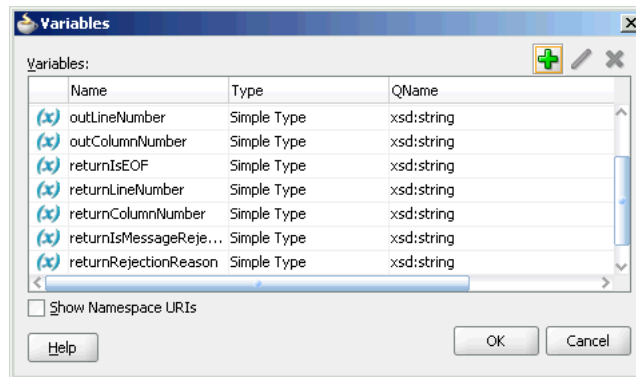 Variables
Variables:
Name Type QName
(x) outLineNumber Simple Type xsd:string
(x) outColumnNumber Simple Type xsd:string
(x) returnIsEOF Simple Type xsd:string
(x) returnLineNumber Simple Type xsd:string
(x) returnColumnNumber Simple Type xsd:string
(x) returnIsMessageReje... Simple Type xsd:string
(x) returnRejectionReason Simple Type xsd:string
Show Namespace URIs
Help OK Cancel